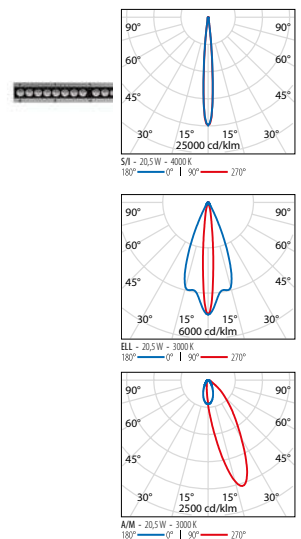 90° 90°
60° 60°
45° 45°
30° 15° 15° 30°
25000 cd/klm
S/I - 20,5 W - 4000 K
180° 0° | 90° 270°
90° 90°
60° 60°
45° 45°
30° 15° 15° 30°
6000 cd/klm
ELL - 20,5 W - 3000 K
180° 0° | 90° 270°
90° 90°
60° 60°
45° 45°
30° 15° 15° 30°
2500 cd/klm
A/M - 20,5 W - 3000 K
180° 0° | 90° 270°